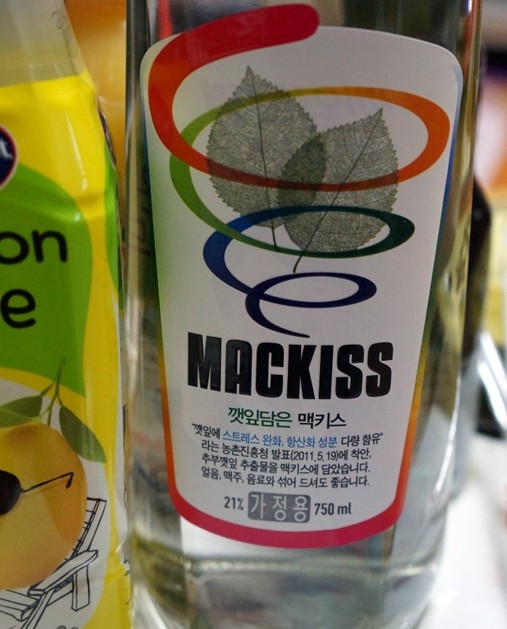 on
e
MACKISS
깻잎담은 맥키스
"깻잎에 스트레스 완화, 항산화 성분 다량 함유"
라는 농촌진흥청 발표(2011,5,19)에 착안,
추부깻잎 추출물을 맥키스에 담았습니다.
얼음, 맥주, 음료와 섞어 드셔도 좋습니다.
21% 가정용 750 ml